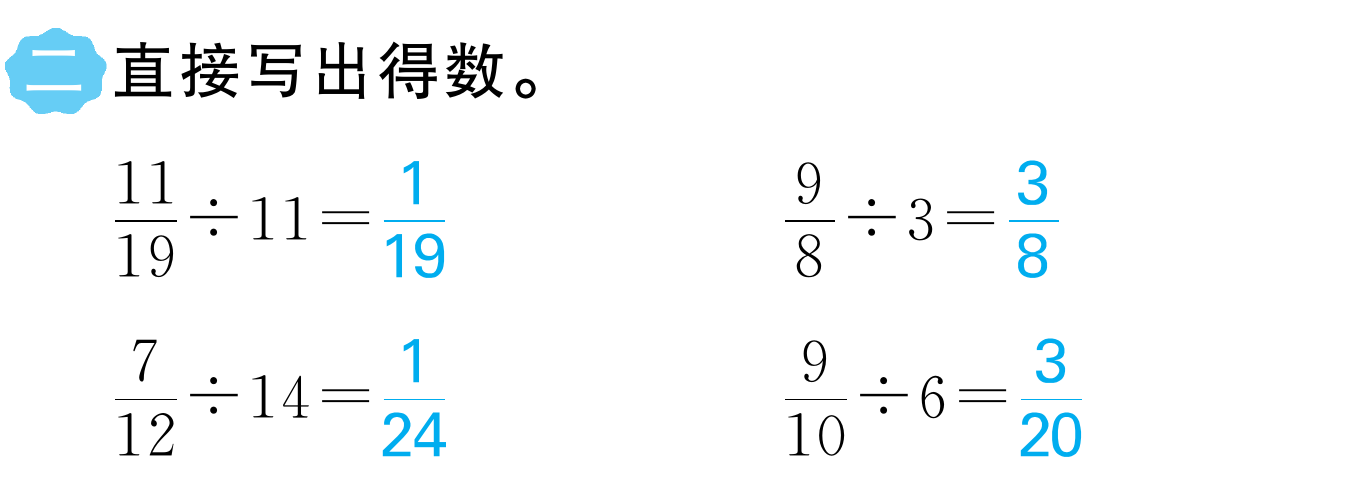 二 直接写出得数。
11/19 ÷ 11 = 1/19    9/8 ÷ 3 = 3/8
7/12 ÷ 14 = 1/24    9/10 ÷ 6 = 3/20